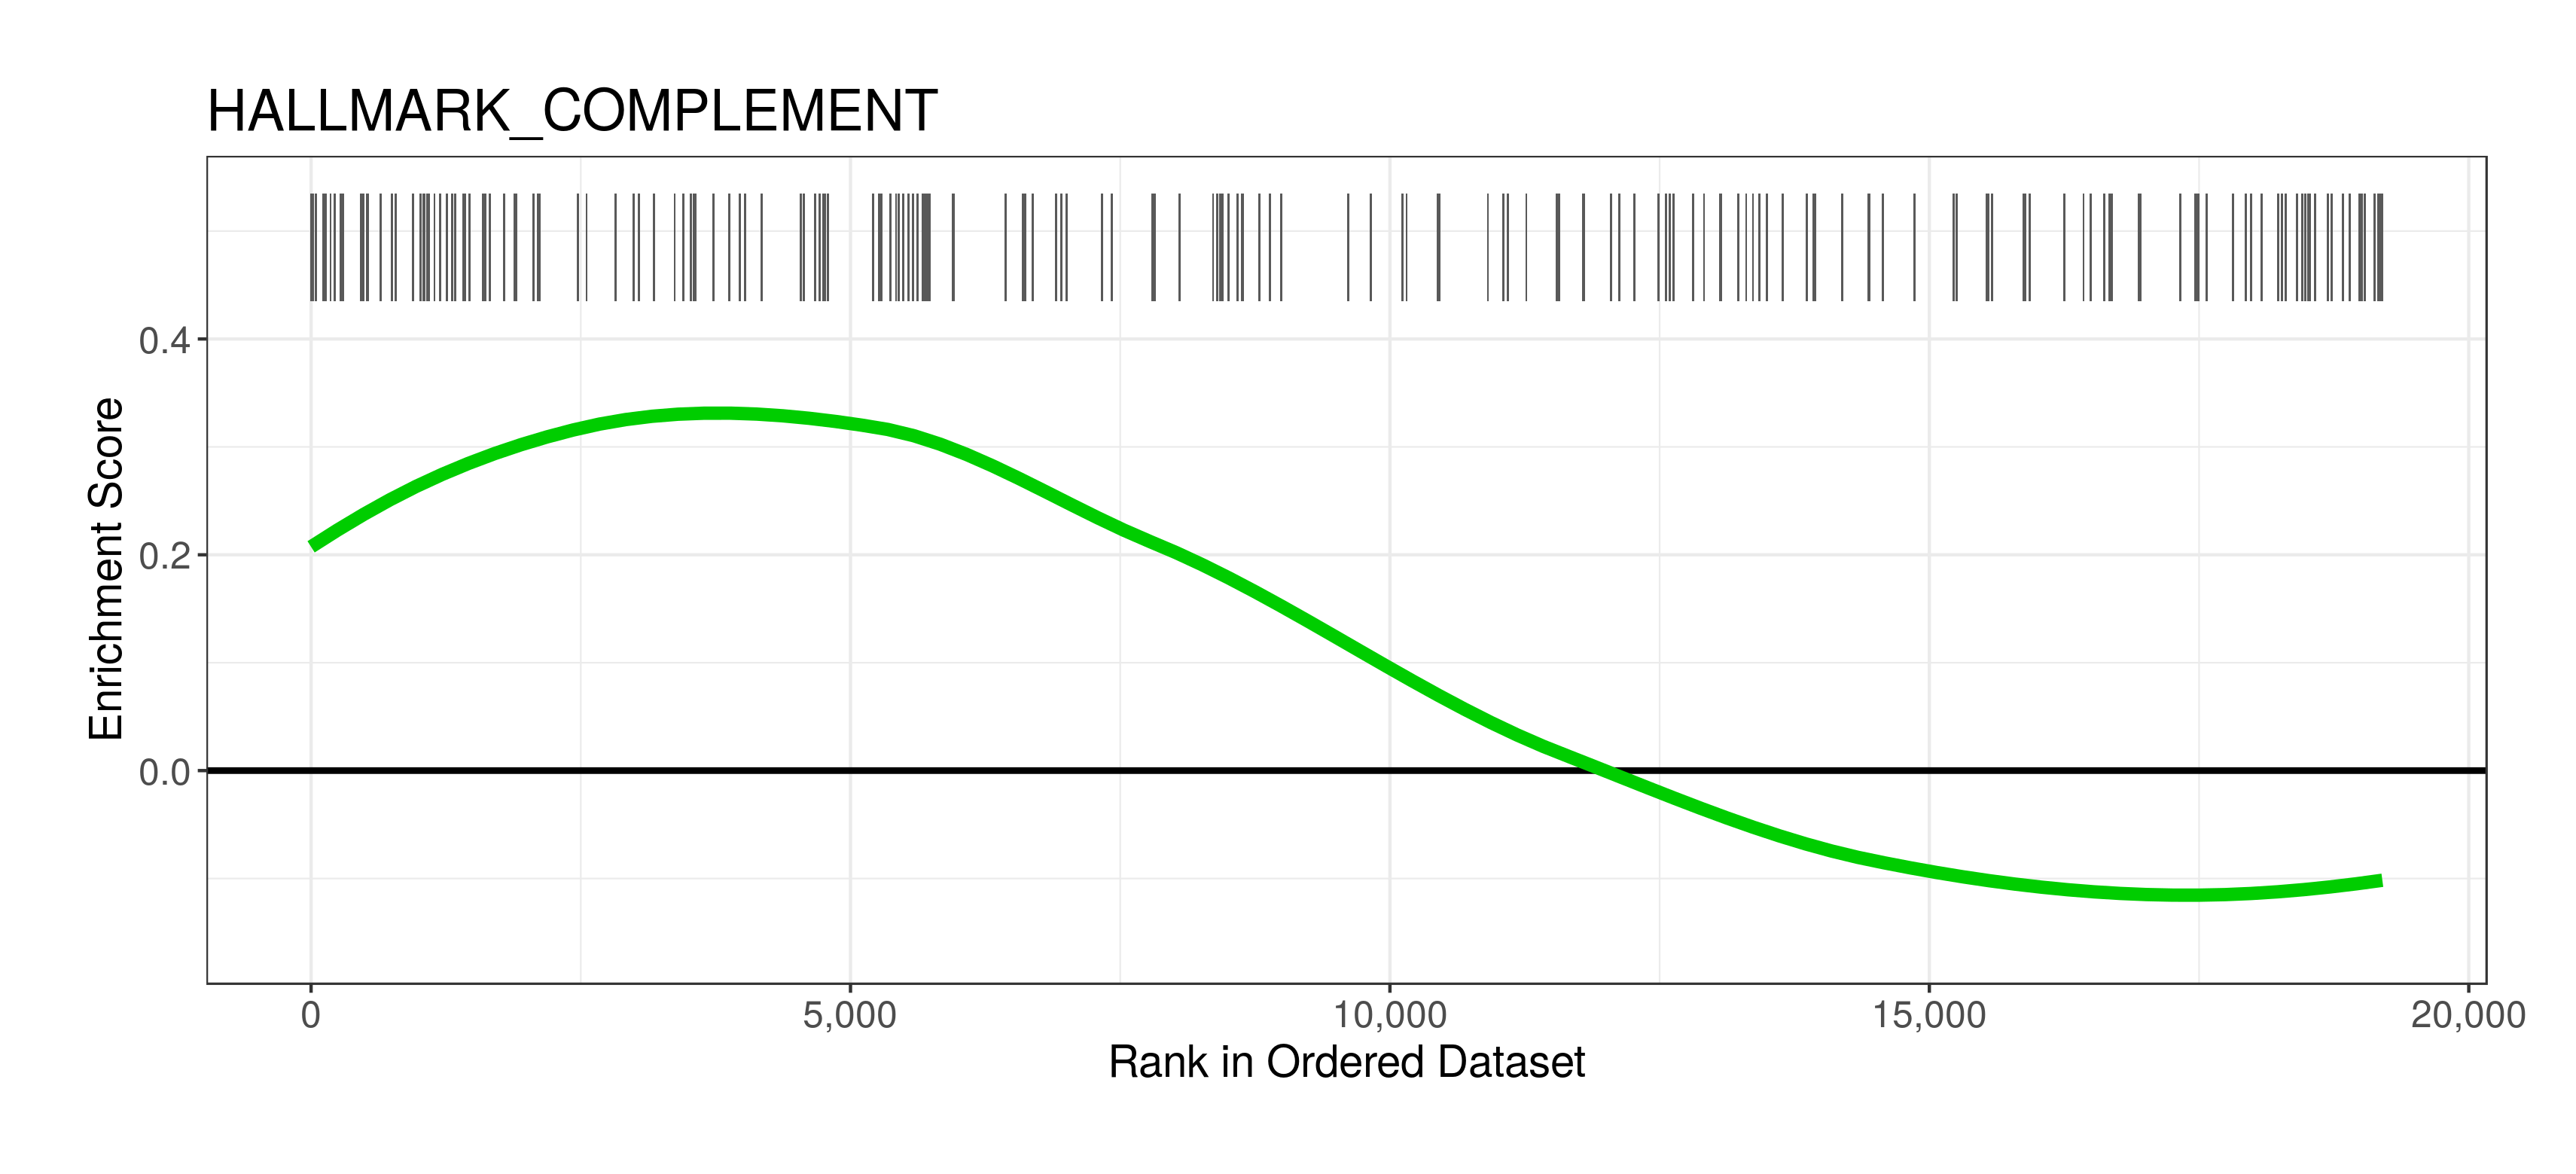 HALLMARK_COMPLEMENT
Enrichment Score
0.4
0.2
0.0
0 5,000 10,000 15,000 20,000
Rank in Ordered Dataset